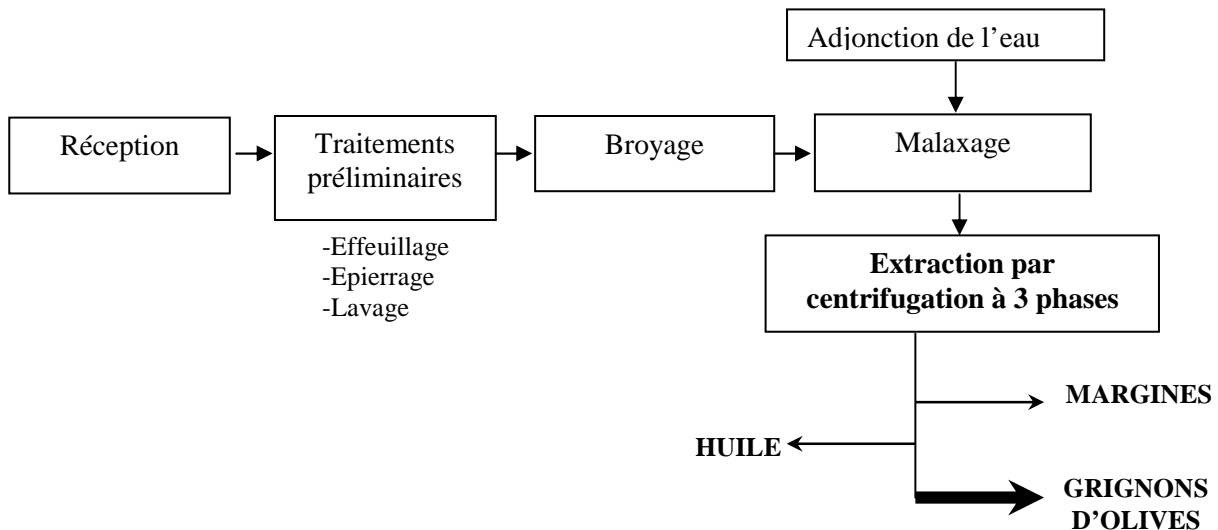 Adjonction de l’eau
Réception
Traitements
préliminaires
Broyage
Malaxage
-Effeuillage
-Epierrage
-Lavage
Extraction par
centrifugation à 3 phases
MARGINES
HUILE
GRIGNONS
D’OLIVES